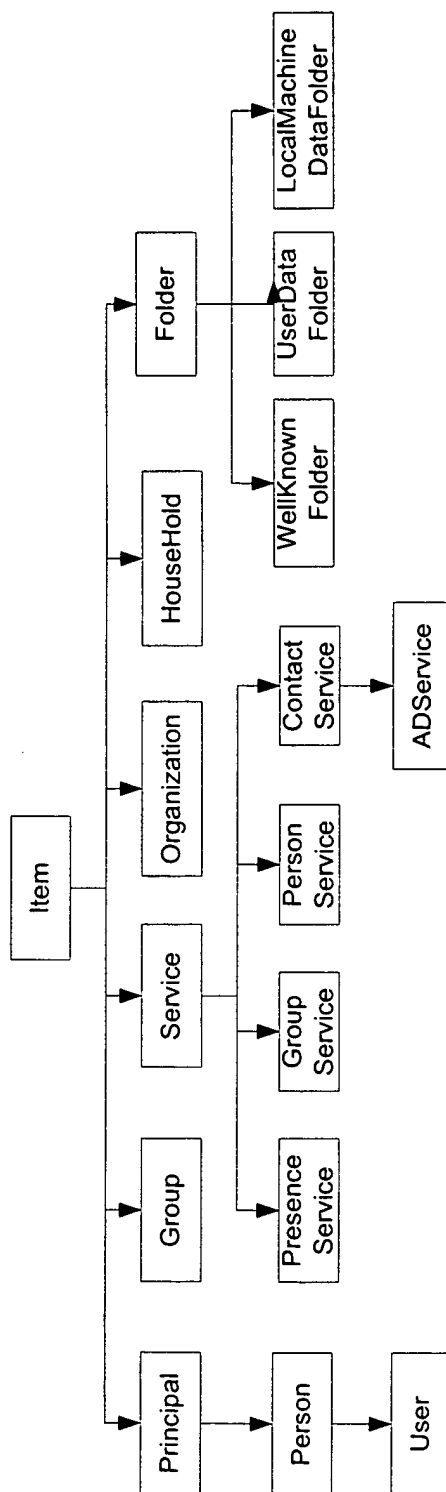 Item
Principal
Group
Service
Organization
HouseHold
Folder
Person
Presence
Service
Group
Service
Person
Service
Contact
Service
WellKnown
Folder
UserData
Folder
LocalMachine
DataFolder
User
ADService